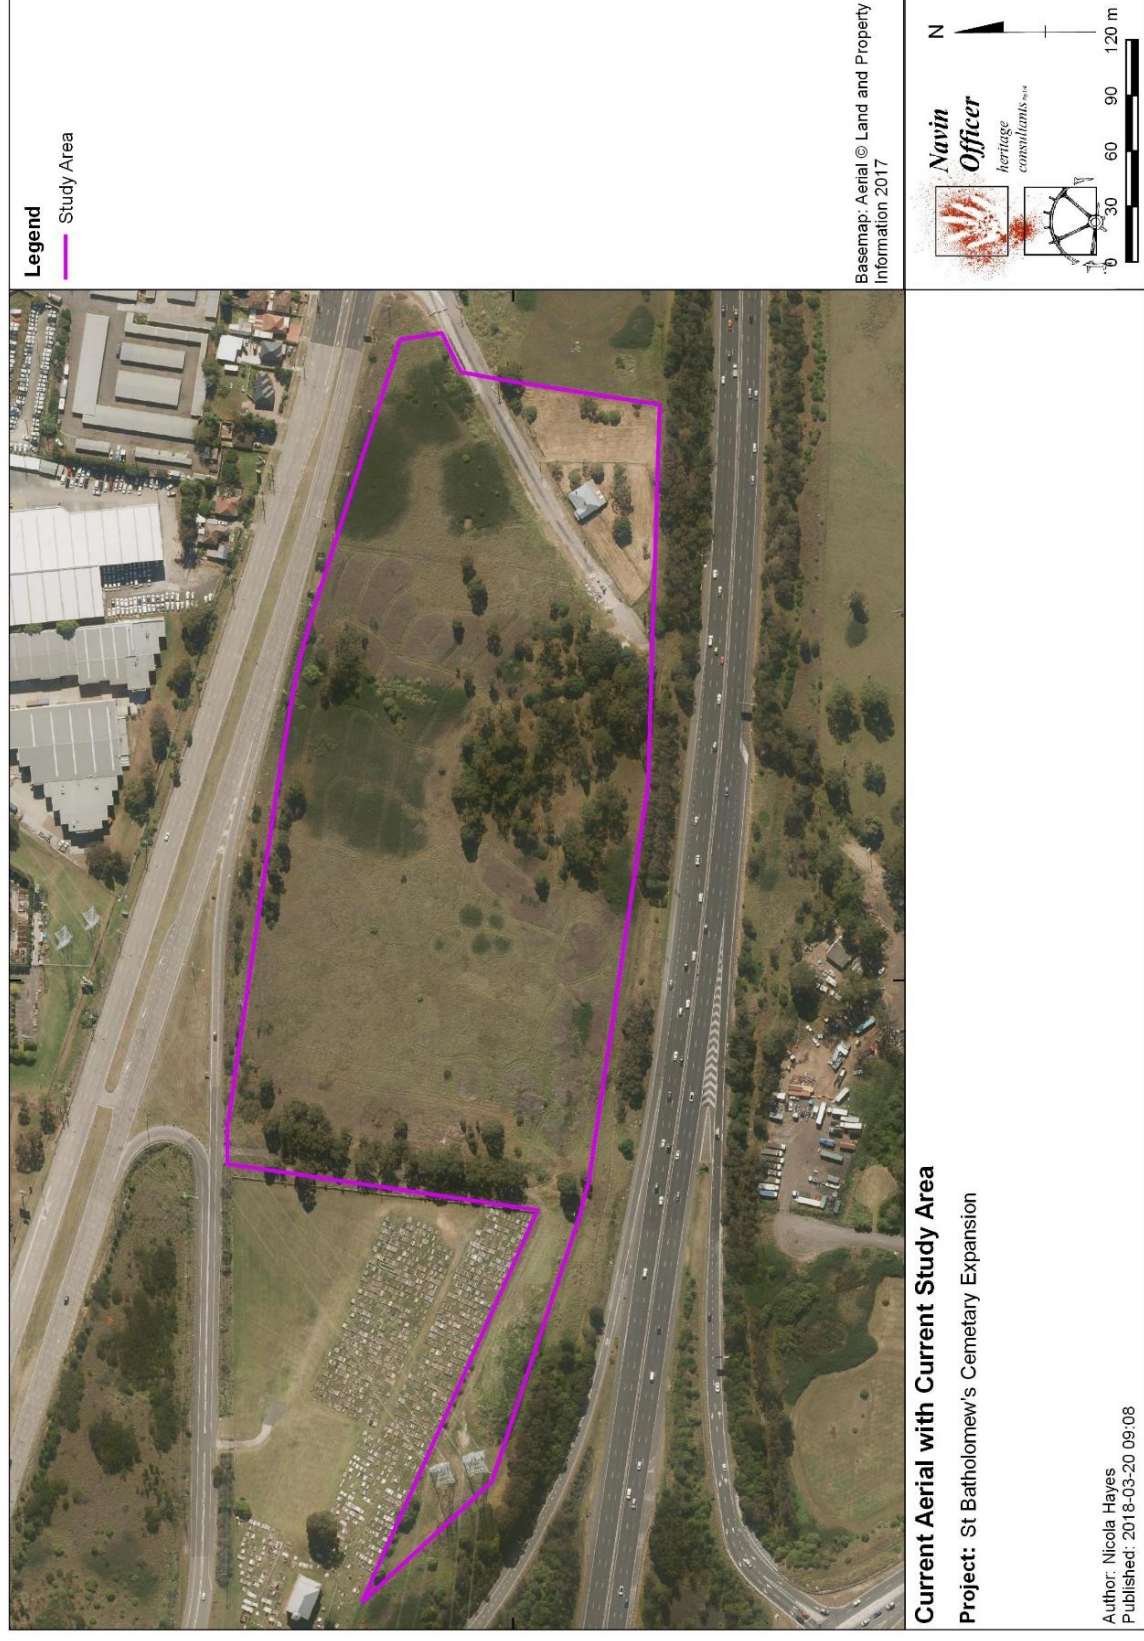 Legend
Study Area
Basemap: Aerial © Land and Property
Information 2017
Navin
Officer
heritage
consultants Pty Ltd
N
0 30 60 90 120 m
Current Aerial with Current Study Area
Project: St Batholomew's Cemetary Expansion
Author: Nicola Hayes
Published: 2018-03-20 09:08